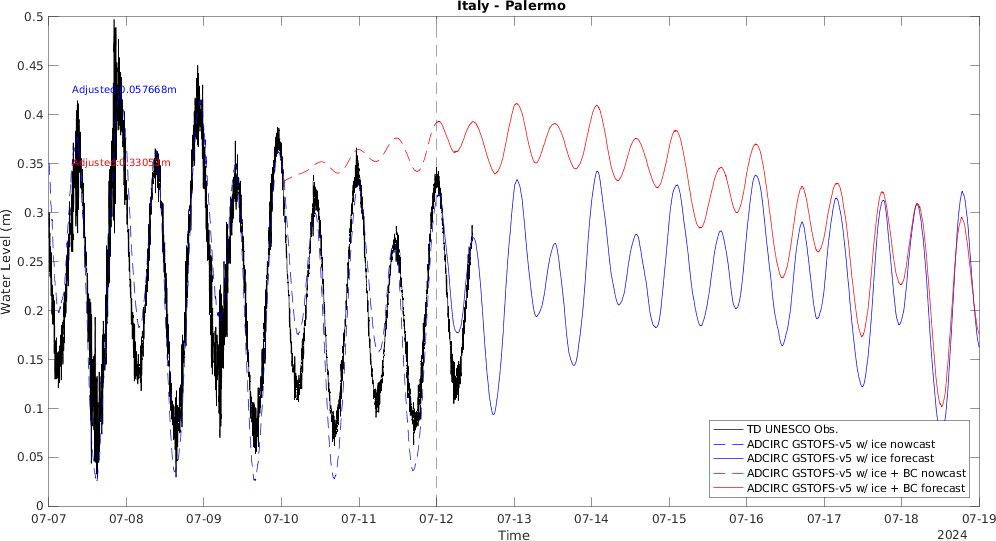 Italy - Palermo
0.5
0.45
0.4
0.35
0.3
0.25
0.2
0.15
0.1
0.05
0
Water Level (m)
Adjusted:0.057668m
TD UNESCO Obs.
ADCIRC GSTOFS-v5 w/ ice nowcast
ADCIRC GSTOFS-v5 w/ ice forecast
ADCIRC GSTOFS-v5 w/ ice + BC nowcast
ADCIRC GSTOFS-v5 w/ ice + BC forecast
07-07 07-08 07-09 07-10 07-11 07-12 07-13 07-14 07-15 07-16 07-17 07-18 07-19
Time
2024